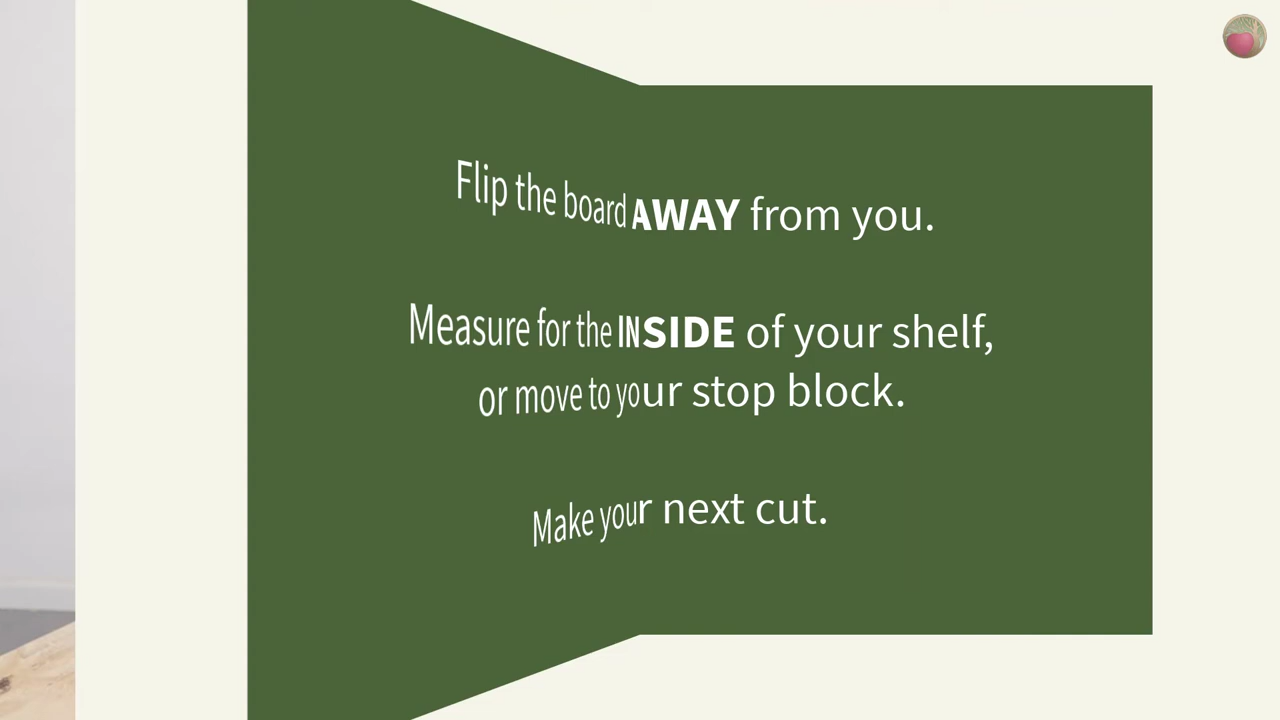 Flip the board AWAY from you.
Measure for the INSIDE of your shelf,
or move to your stop block.
Make your next cut.